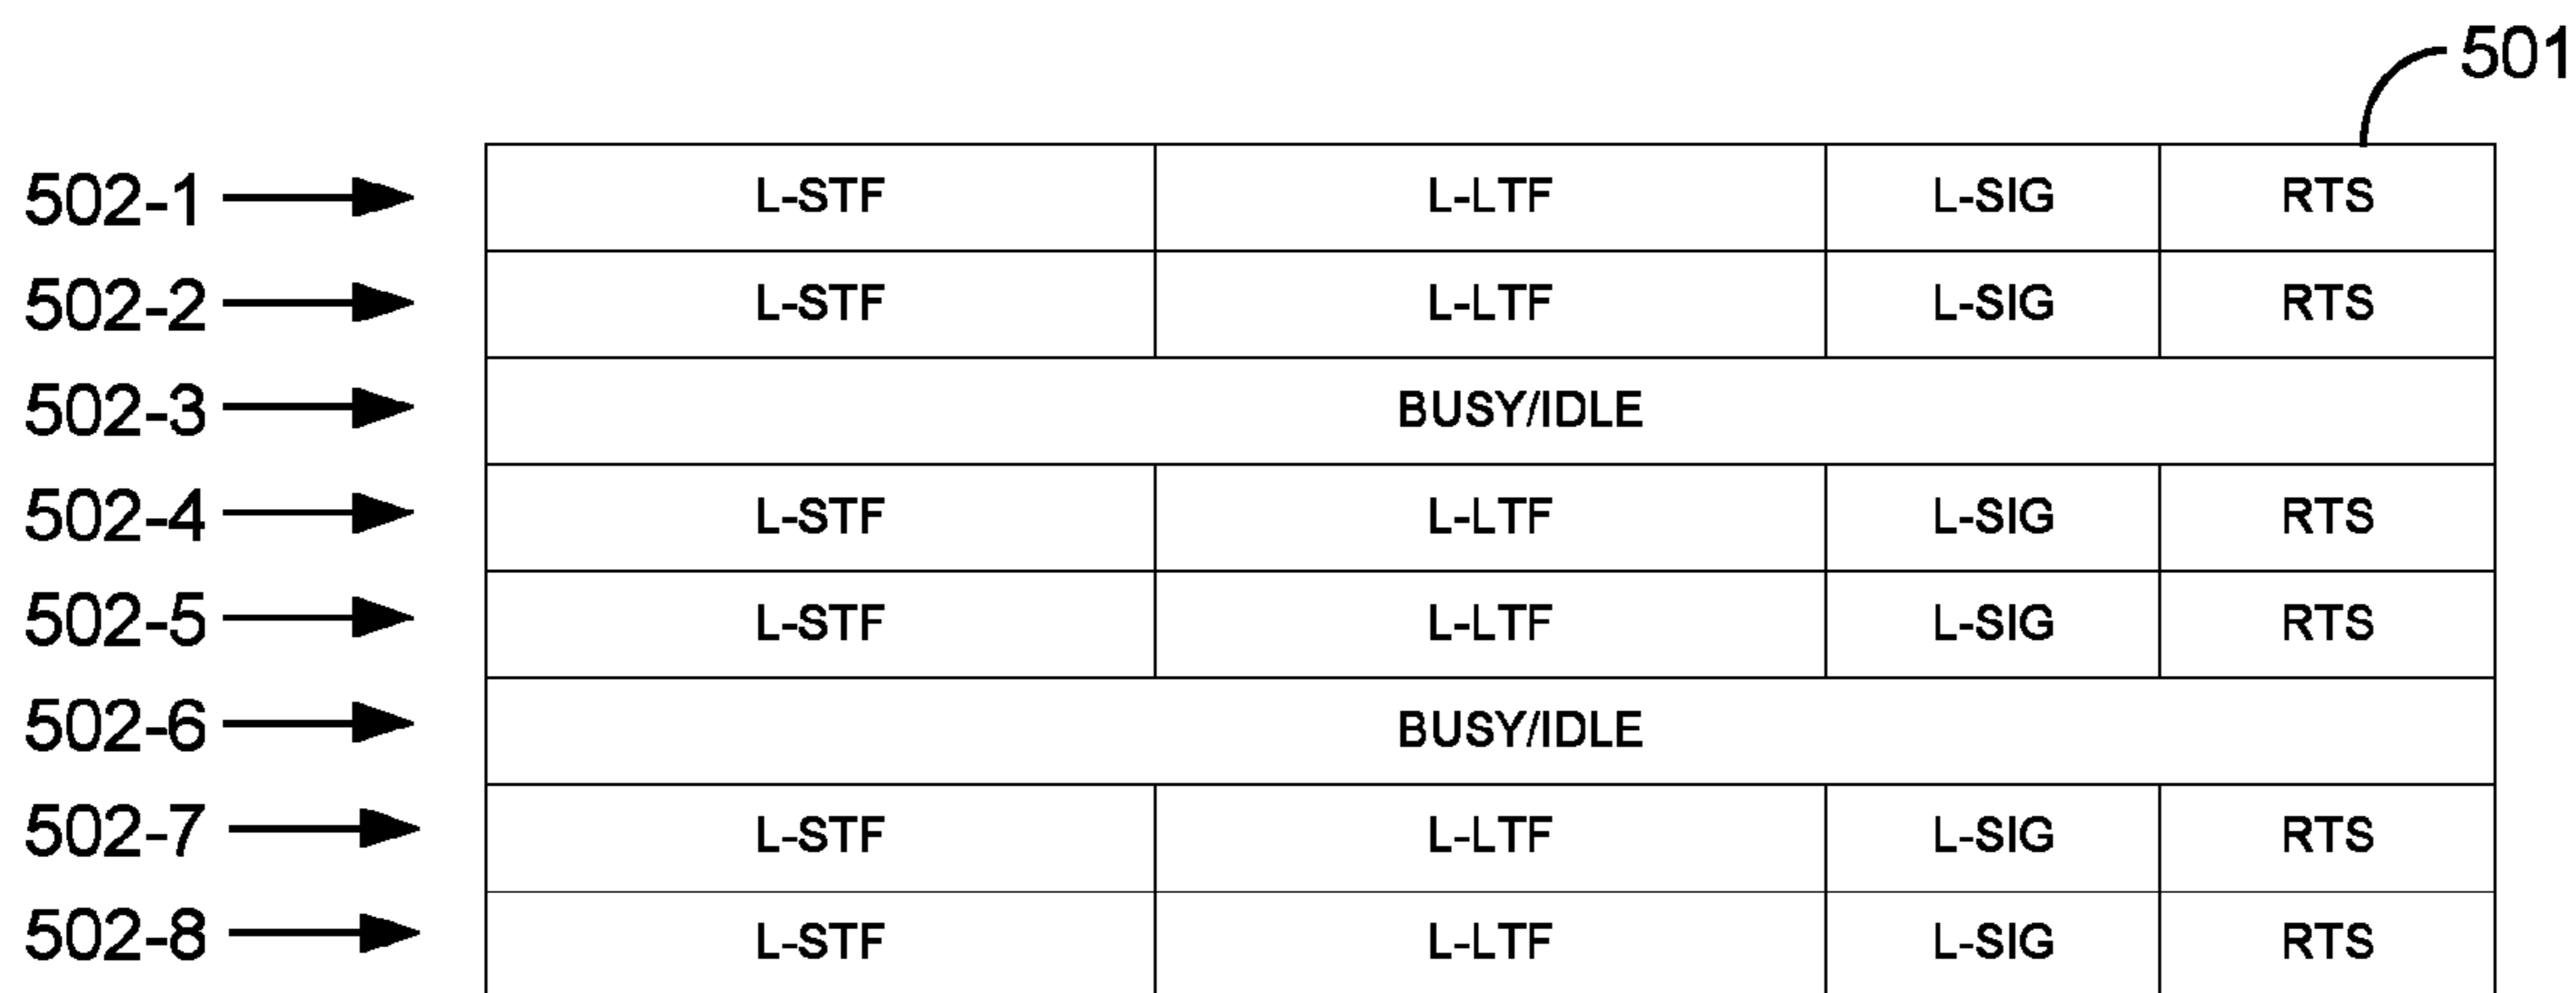 501
502-1 L-STF L-LTF L-SIG RTS
502-2 L-STF L-LTF L-SIG RTS
502-3 BUSY/IDLE
502-4 L-STF L-LTF L-SIG RTS
502-5 L-STF L-LTF L-SIG RTS
502-6 BUSY/IDLE
502-7 L-STF L-LTF L-SIG RTS
502-8 L-STF L-LTF L-SIG RTS